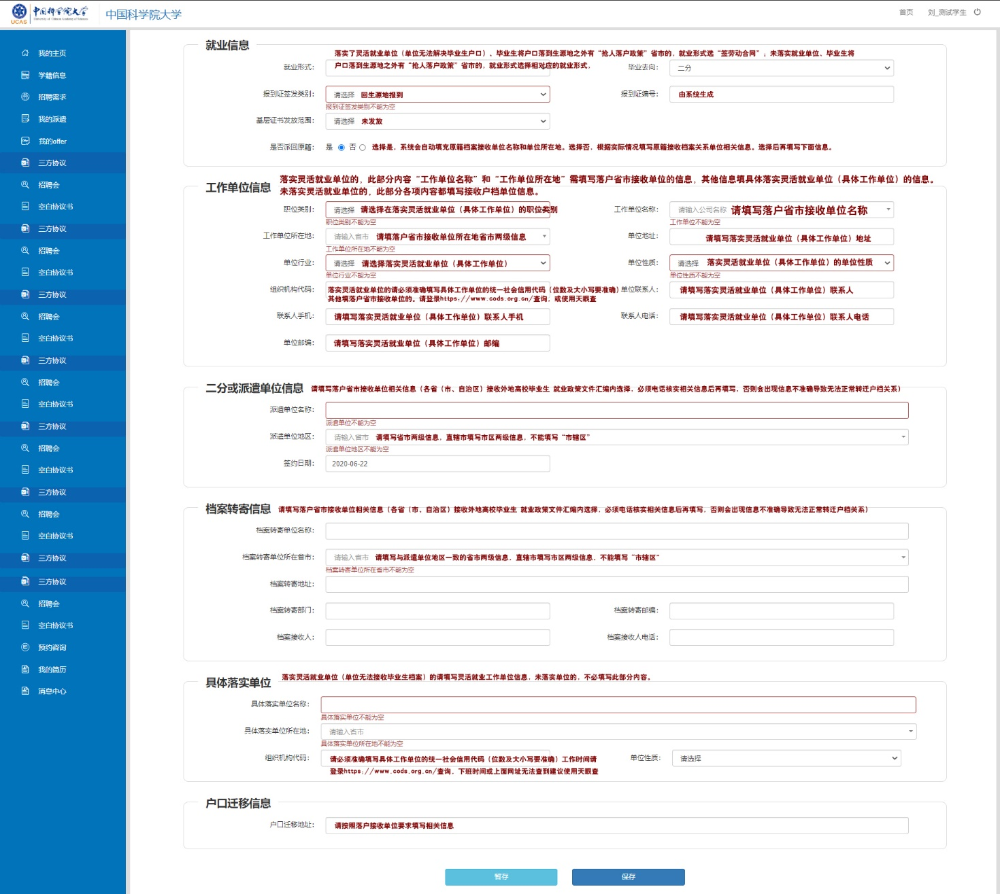 中国科学院大学
University of Chinese Academy of Sciences
UCAS
中国科学院大学
首页
刘_测试学生
我的主页
学籍信息
招聘需求
我的派遣
我的offer
三方协议
招聘会
空白协议书
三方协议
招聘会
空白协议书
三方协议
招聘会
空白协议书
三方协议
招聘会
空白协议书
三方协议
招聘会
空白协议书
三方协议
招聘会
空白协议书
三方协议
三方协议
招聘会
空白协议书
预约咨询
我的简历
消息中心
就业信息
落实了灵活就业单位（单位无法解决毕业生户口）、毕业生将户口落到生源地之外有“抢人落户政策”省市的，就业形式选“签劳动合同”；未落实就业单位、毕业生将
户口落到生源地之外有“抢人落户政策”省市的，就业形式选择相对应的就业形式，
就业形式：
毕业去向： 二分
报到证签发类别： 请选择 回生源地报到
报到证编号： 由系统生成
报到证签发类别不能为空
基层证书发放范围： 请选择 未发放
是否派回原籍： 是 否 选择是，系统会自动填充原籍档案接收单位名称和单位所在地。选择否，根据实际情况填写原籍接收档案关系单位相关信息。选择后再填写下面信息。
工作单位信息
落实灵活就业单位的，此部分内容“工作单位名称”和“工作单位所在地”需填写落户省市接收单位的信息，其他信息填具体落实灵活就业单位（具体工作单位）的信息。
未落实灵活就业单位的，此部分各项内容都填写接收户档单位信息。
职位类别： 请选择 请选择在落实灵活就业单位（具体工作单位）的职位类别
工作单位名称： 请输入公司名称 请填写落户省市接收单位名称
职位类别不能为空
工作单位不能为空
工作单位所在地： 请输入省市 请填落户省市接收单位所在地省市两级信息
单位地址： 请填写落实灵活就业单位（具体工作单位）地址
工作单位所在地不能为空
单位行业： 请选择 请选择落实灵活就业单位（具体工作单位）
单位性质： 请选择 落实灵活就业单位（具体工作单位）的单位性质
单位行业不能为空
单位性质不能为空
组织机构代码： 落实灵活就业单位的请必须准确填写具体工作单位的统一社会信用代码（位数及大小写要准确）
其他填落户省市接收单位的。请登录https://www.cods.org.cn/查询，或使用天眼查
单位联系人： 请填写落实灵活就业单位（具体工作单位）联系人
联系人手机： 请填写落实灵活就业单位（具体工作单位）联系人手机
联系人电话： 请填写落实灵活就业单位（具体工作单位）联系人电话
单位邮编： 请填写落实灵活就业单位（具体工作单位）邮编
二分或派遣单位信息 请填写落户省市接收单位相关信息（各省（市、自治区）接收外地高校毕业生 就业政策文件汇编内选择，必须电话核实相关信息后再填写，否则会出现信息不准确导致无法正常转迁户档关系）
派遣单位名称：
派遣单位不能为空
派遣单位地区： 请输入省市 请填写省市两级信息，直辖市填写市区两级信息，不能填写“市辖区”
派遣单位地区不能为空
签约日期： 2020-06-22
档案转寄信息 请填写落户省市接收单位相关信息（各省（市、自治区）接收外地高校毕业生 就业政策文件汇编内选择，必须电话核实相关信息后再填写，否则会出现信息不准确导致无法正常转迁户档关系）
档案转寄单位名称：
档案转寄单位所在省市： 请输入省市 请填写与派遣单位地区一致的省市两级信息，直辖市填写市区两级信息，不能填写“市辖区”
档案转寄单位所在省市不能为空
档案转寄地址：
档案转寄部门：
档案转寄邮编：
档案接收人：
档案接收人电话：
具体落实单位 落实灵活就业单位（单位无法接收毕业生档案）的请填写灵活就业工作单位信息，未落实单位的，不必填写此部分内容。
具体落实单位名称：
具体落实单位不能为空
具体落实单位所在地： 请输入省市
具体落实单位所在地不能为空
组织机构代码： 请必须准确填写具体工作单位的统一社会信用代码（位数及大小写要准确）工作时间请
登录https://www.cods.org.cn/查询，下班时间或上面网址无法查到建议使用天眼查
单位性质： 请选择
户口迁移信息
户口迁移地址： 请按照落户接收单位要求填写相关信息
暂存
保存